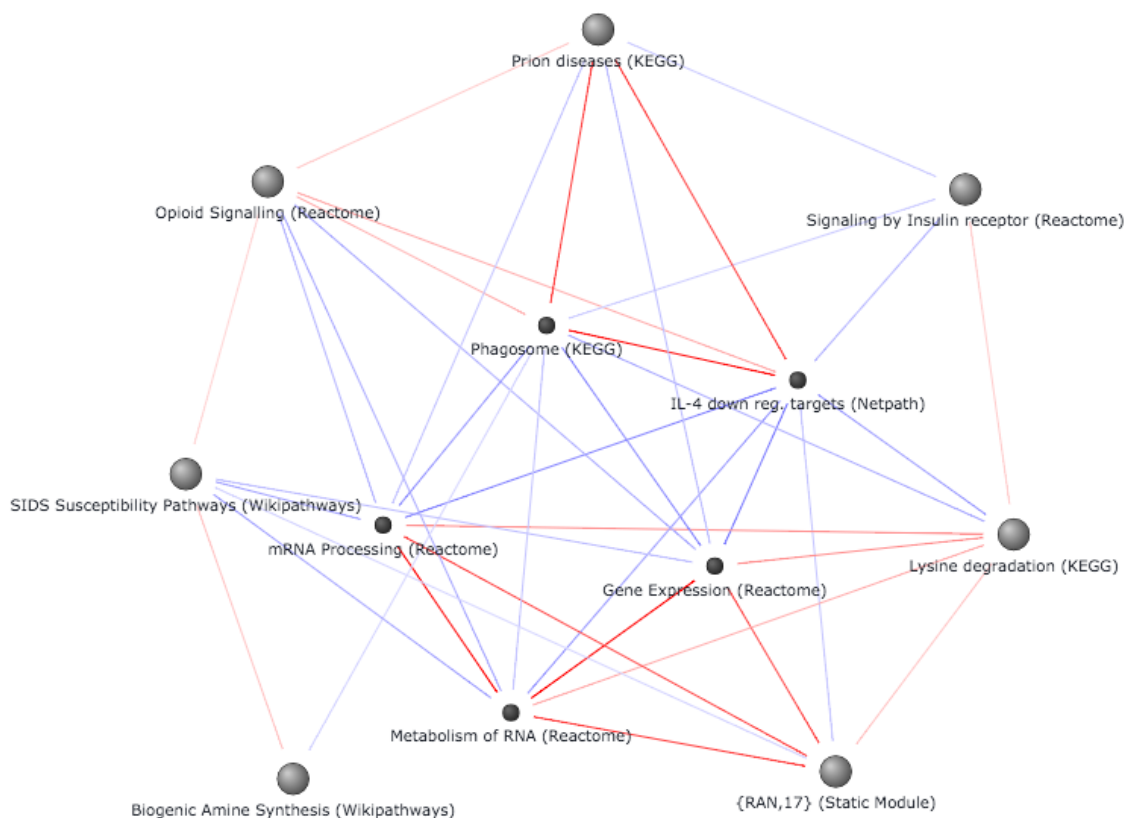 Prion diseases (KEGG)
Opioid Signalling (Reactome)
Signaling by Insulin receptor (Reactome)
Phagosome (KEGG)
IL-4 down reg. targets (Netpath)
SIDS Susceptibility Pathways (Wikipathways)
mRNA Processing (Reactome)
Lysine degradation (KEGG)
Gene Expression (Reactome)
Metabolism of RNA (Reactome)
Biogenic Amine Synthesis (Wikipathways)
{RAN,17} (Static Module)